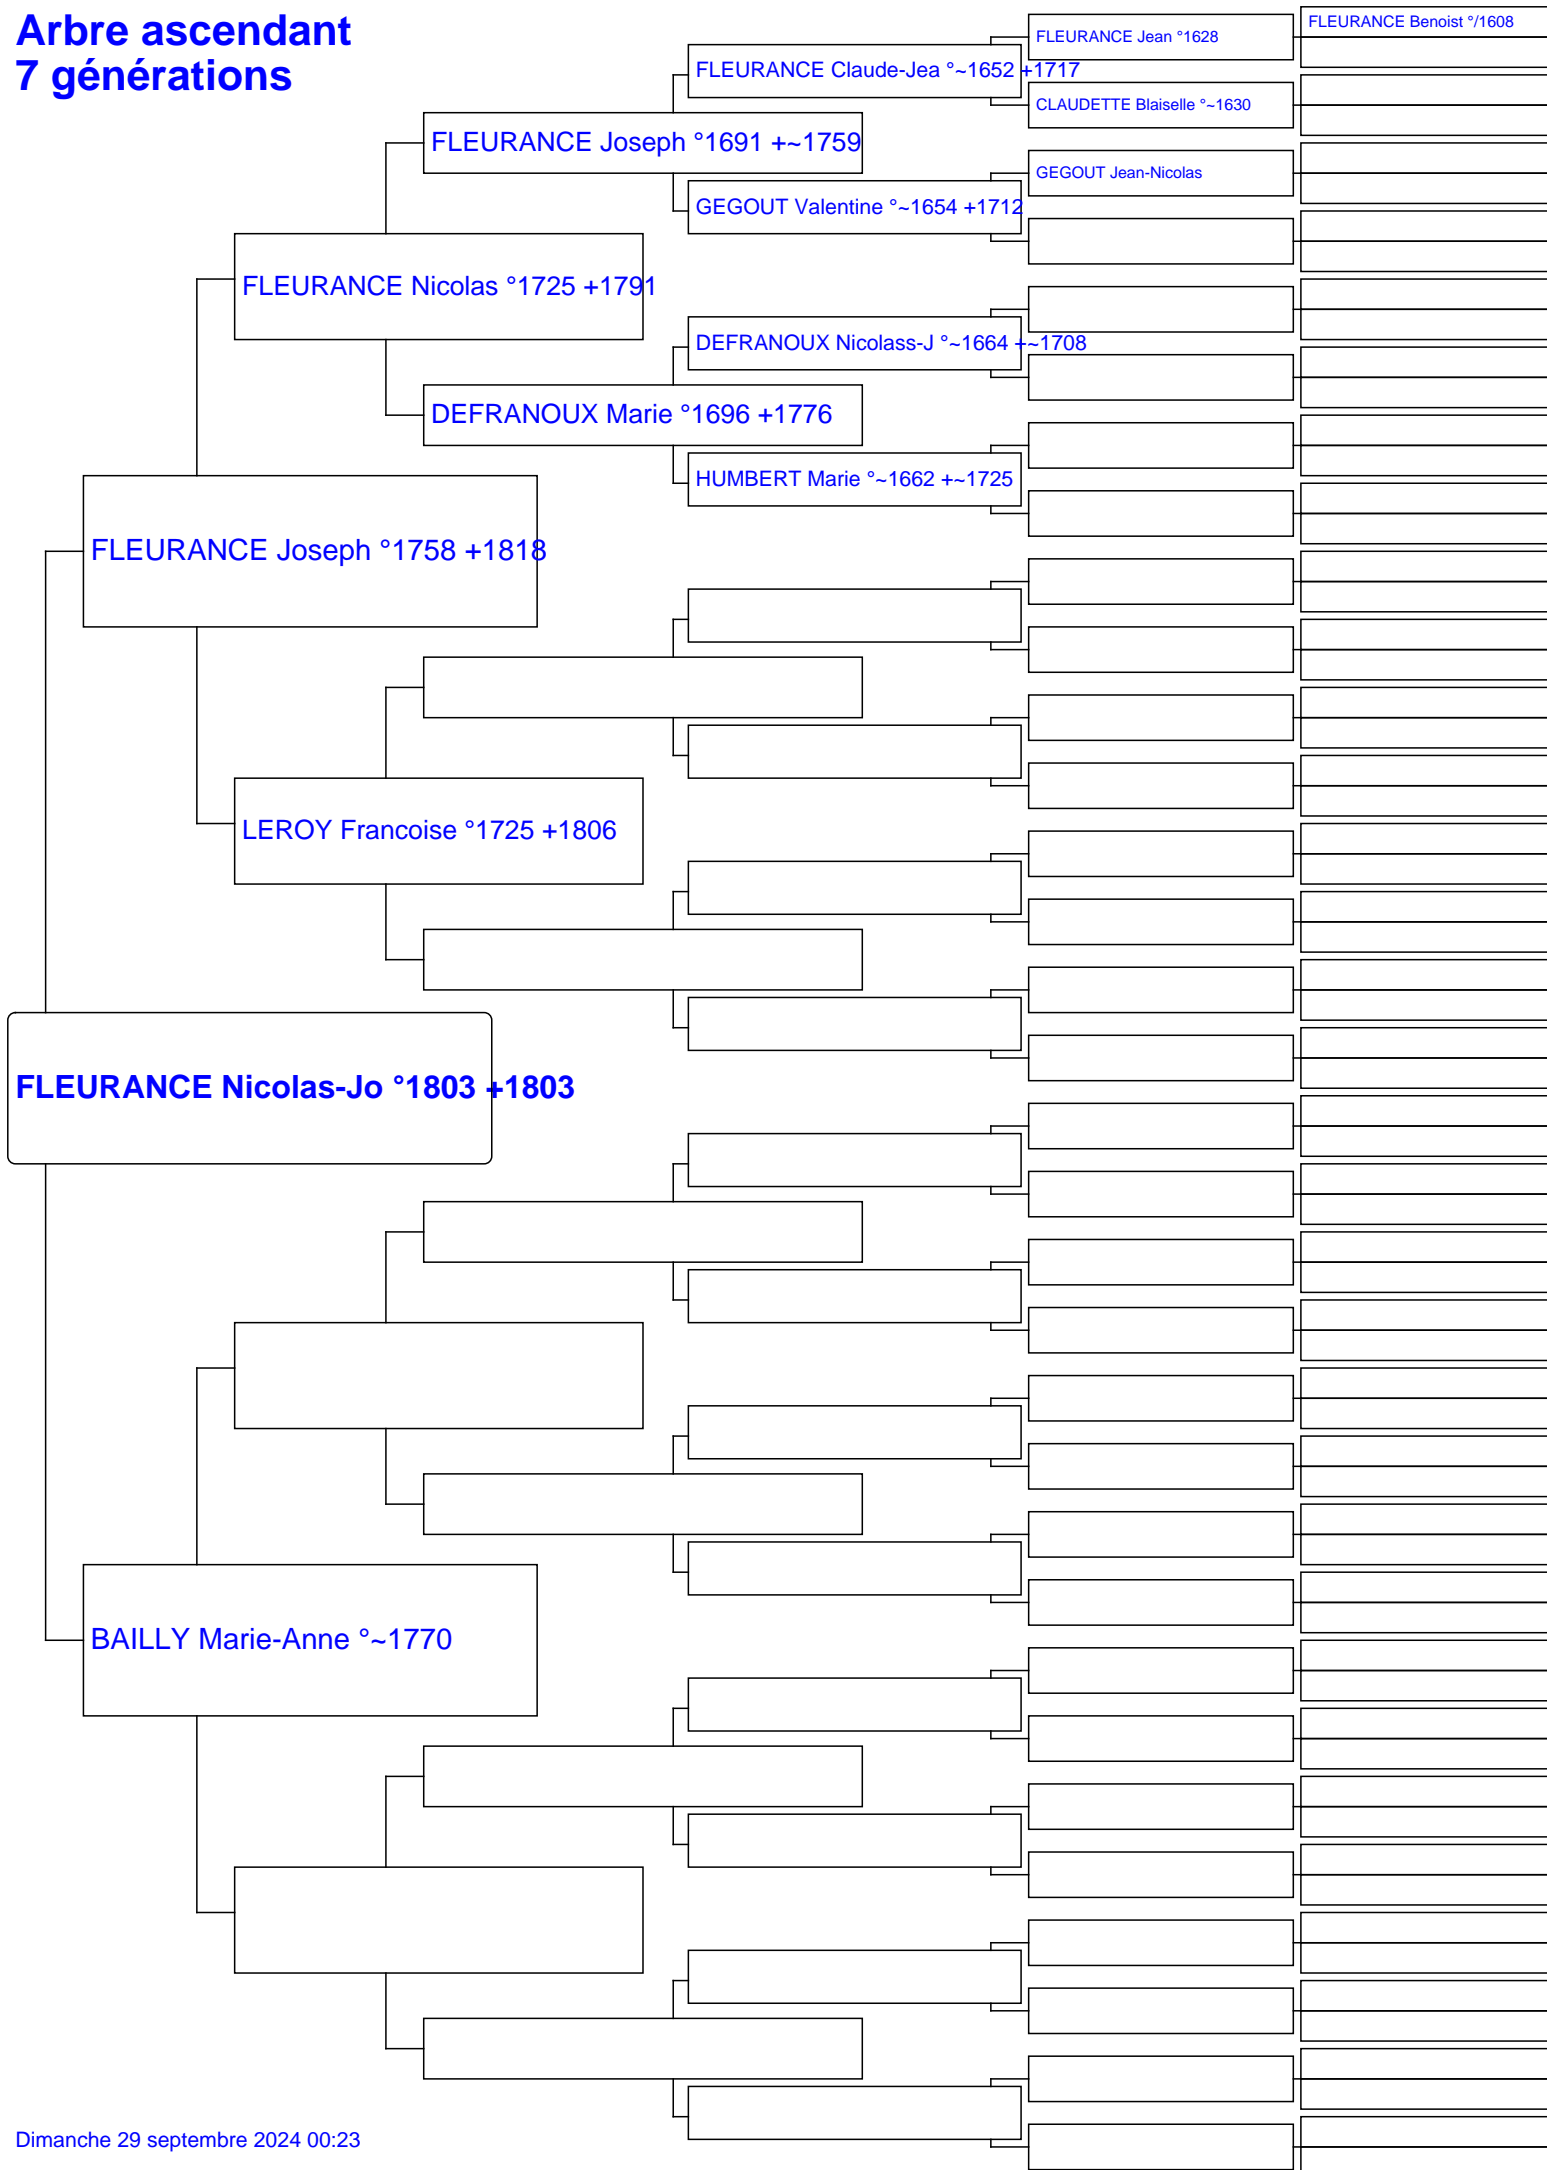 Arbre ascendant
7 générations
FLEURANCE Benoist °/1608
FLEURANCE Jean °1628
FLEURANCE Claude-Jea °~1652 +1717
CLAUDETTE Blaiselle °~1630
FLEURANCE Joseph °1691 +~1759
GEGOUT Jean-Nicolas
GEGOUT Valentine °~1654 +1712
FLEURANCE Nicolas °1725 +1791
DEFRANOUX Nicolass-J °~1664 +~1708
DEFRANOUX Marie °1696 +1776
HUMBERT Marie °~1662 +~1725
FLEURANCE Joseph °1758 +1818
LEROY Francoise °1725 +1806
FLEURANCE Nicolas-Jo °1803 +1803
BAILLY Marie-Anne °~1770
Dimanche 29 septembre 2024 00:23